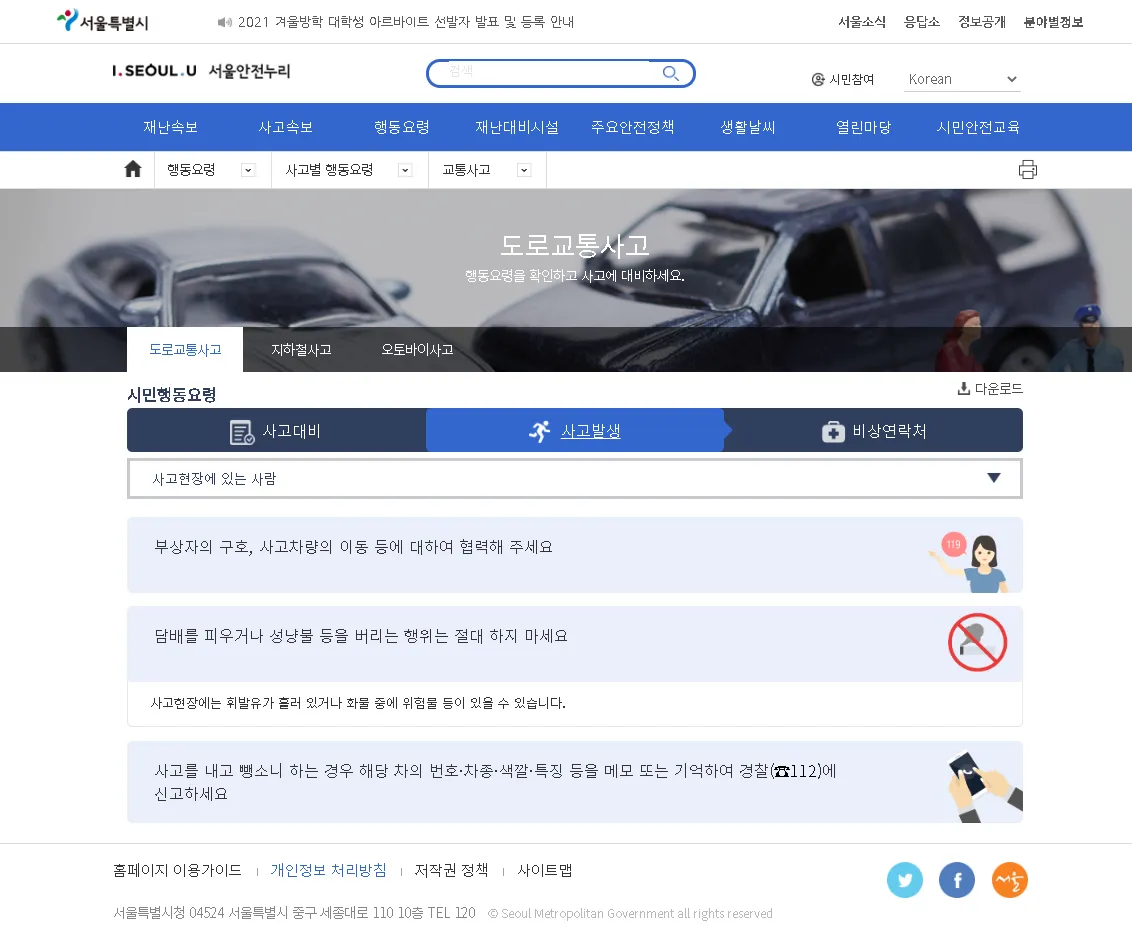 서울특별시
2021 겨울방학 대학생 아르바이트 선발자 발표 및 등록 안내
서울소식 응답소 정보공개 분야별정보
I.SEOUL.U 서울안전누리
검색
시민참여
Korean
재난속보 사고속보 행동요령 재난대비시설 주요안전정책 생활날씨 열린마당 시민안전교육
행동요령 사고별 행동요령 교통사고
도로교통사고
행동요령을 확인하고 사고에 대비하세요.
도로교통사고 지하철사고 오토바이사고
시민행동요령
다운로드
사고대비 사고발생 비상연락처
사고현장에 있는 사람
부상자의 구호, 사고차량의 이동 등에 대하여 협력해 주세요
119
담배를 피우거나 성냥불 등을 버리는 행위는 절대 하지 마세요
사고현장에는 휘발유가 흘러 있거나 화물 중에 위험물 등이 있을 수 있습니다.
사고를 내고 뺑소니 하는 경우 해당 차의 번호·차종·색깔·특징 등을 메모 또는 기억하여 경찰(☎112)에
신고하세요
홈페이지 이용가이드 개인정보 처리방침 저작권 정책 사이트맵
서울
서울특별시청 04524 서울특별시 중구 세종대로 110 10층 TEL 120 © Seoul Metropolitan Government all rights reserved